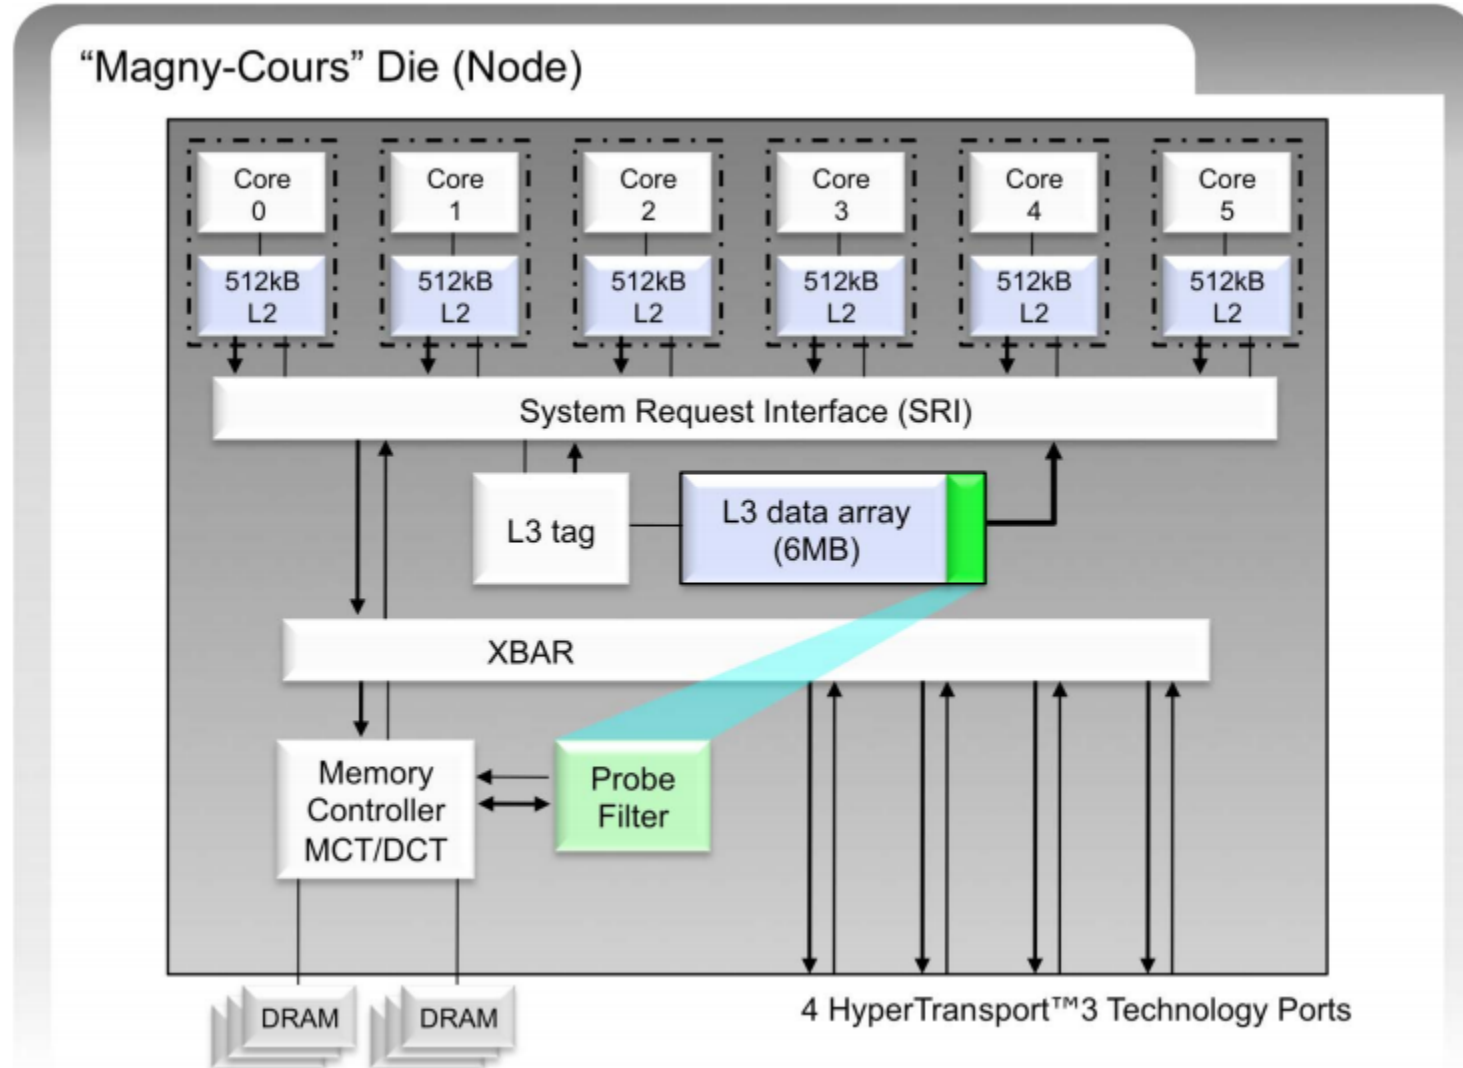 “Magny-Cours” Die (Node)
Core
0
Core
1
Core
2
Core
3
Core
4
Core
5
512kB
L2
512kB
L2
512kB
L2
512kB
L2
512kB
L2
512kB
L2
System Request Interface (SRI)
L3 tag
L3 data array
(6MB)
XBAR
Memory
Controller
MCT/DCT
Probe
Filter
DRAM
DRAM
4 HyperTransport™3 Technology Ports